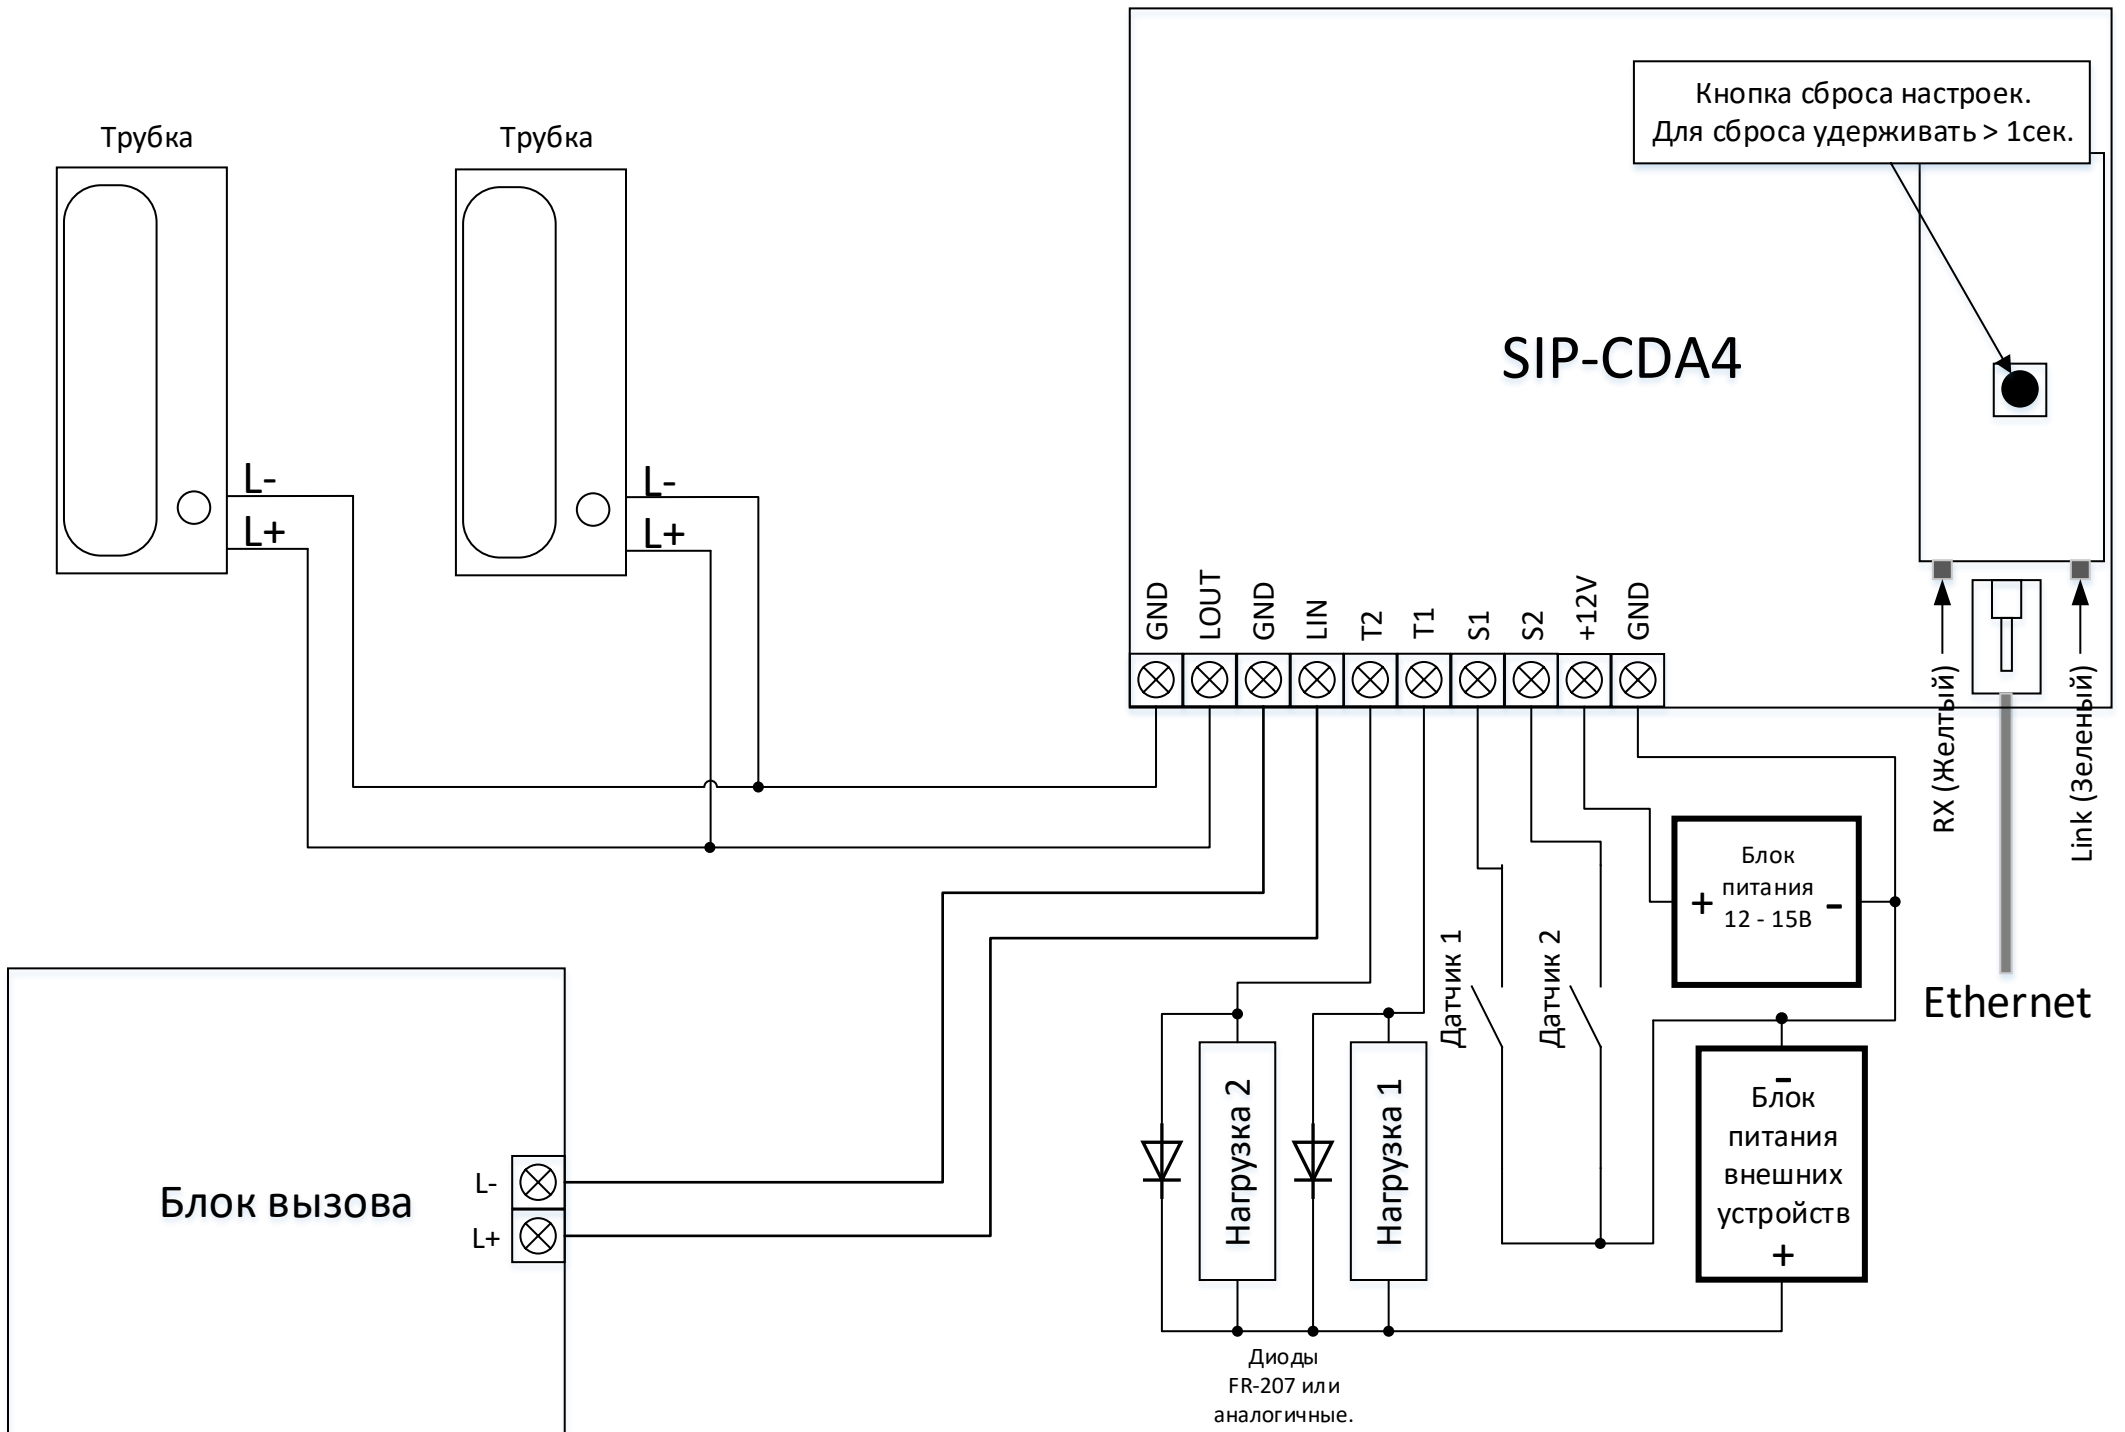 Кнопка сброса настроек.
Для сброса удерживать > 1сек.
Трубка
Трубка
SIP-CDA4
L-
L+
L-
L+
GND
LOUT
GND
LIN
T2
T1
S1
S2
+12V
GND
RX (Желтый)
Link (Зеленый)
Блок
питания
12 - 15В
+
-
Датчик 1
Датчик 2
Ethernet
Нагрузка 2
Нагрузка 1
-
Блок
питания
внешних
устройств
+
Блок вызова
L-
L+
Диоды
FR-207 или
аналогичные.